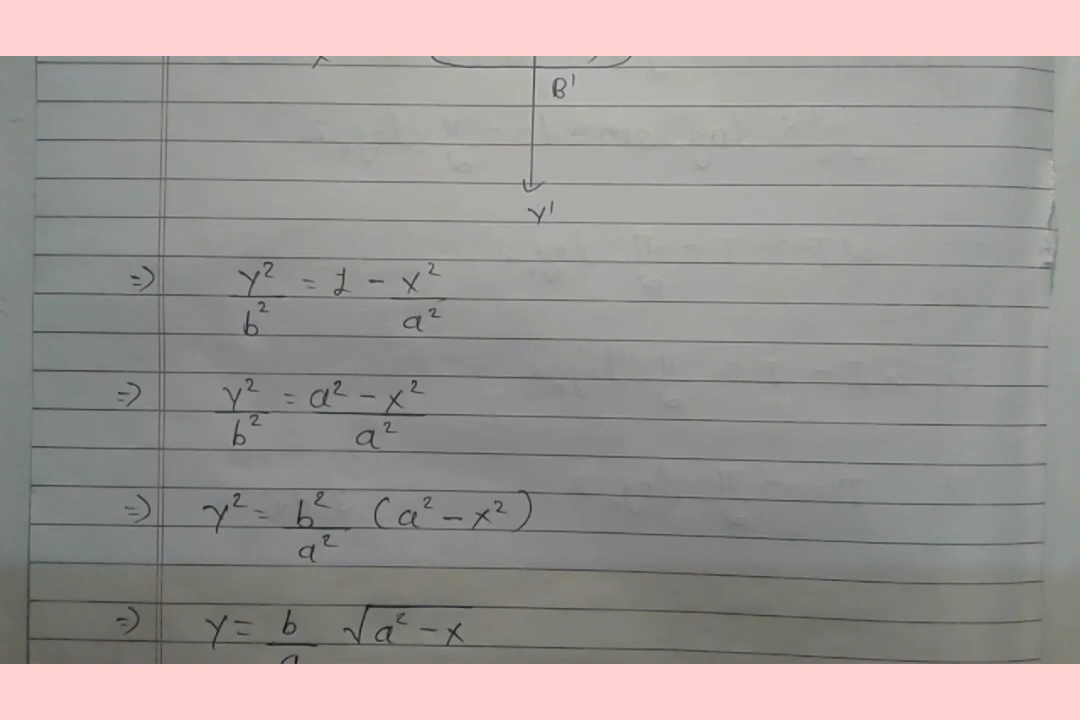 B'
Y'
=> y²/b² = 1 - x²/a²
=> y²/b² = a² - x²/a²
=> y² = b²/a² (a² - x²)
=> y = b/a √a² - x